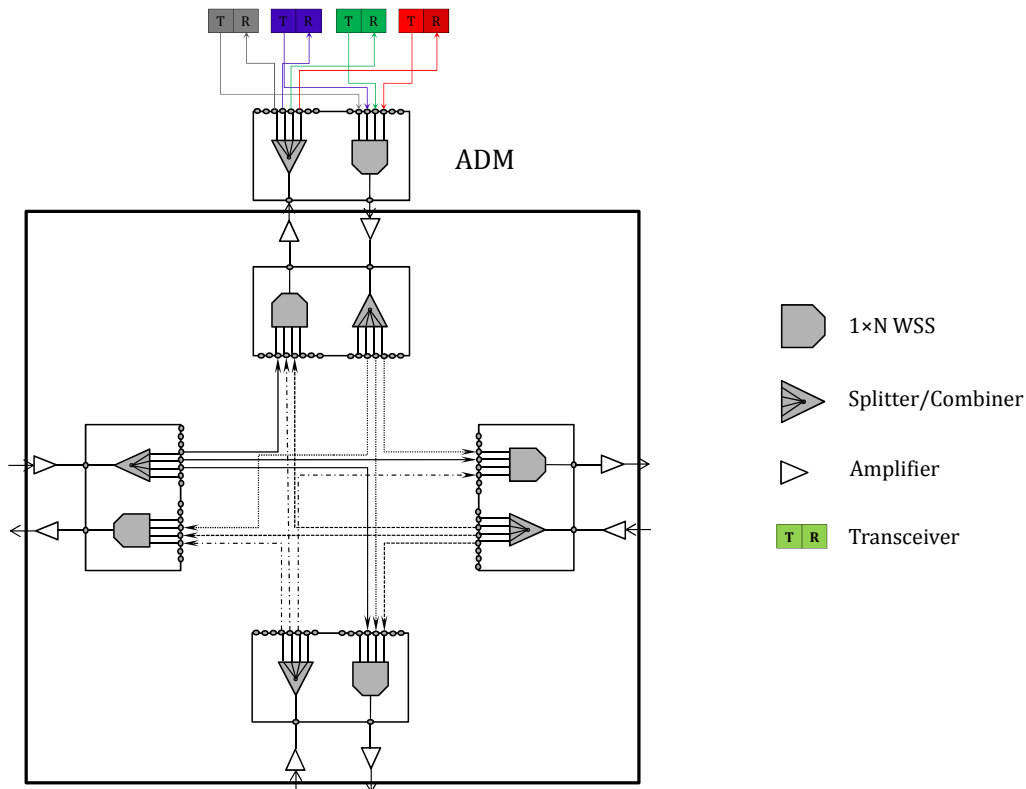 T R T R T R T R
ADM
1×N WSS
Splitter/Combiner
Amplifier
T R Transceiver